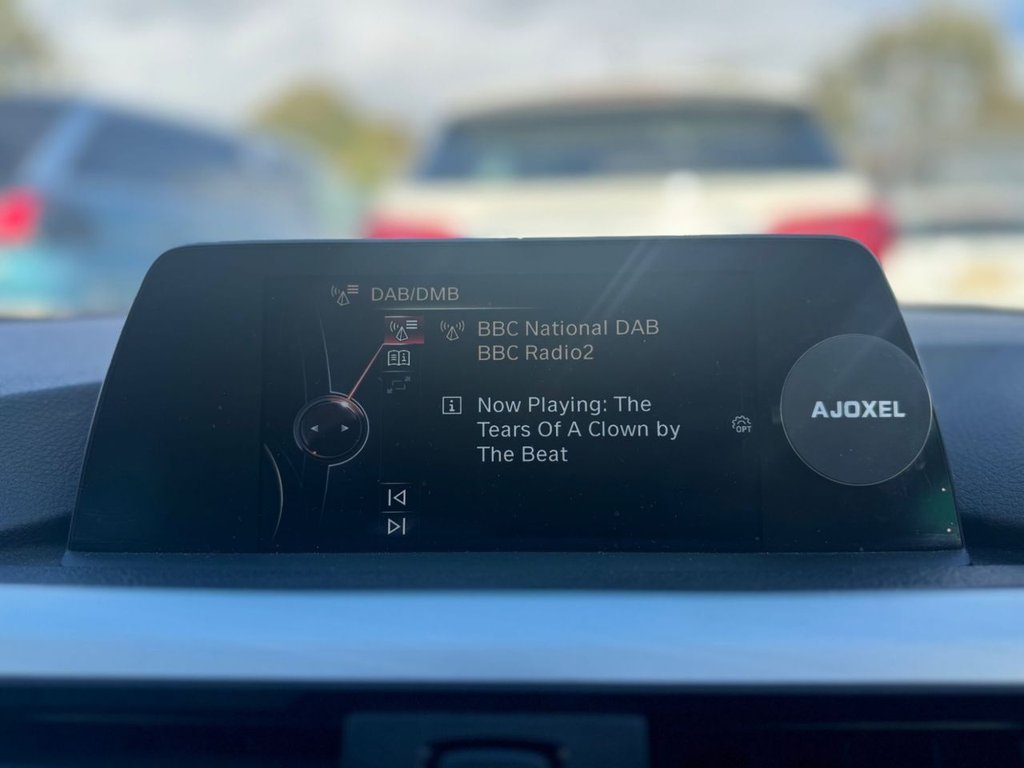 DAB/DMB
BBC National DAB
BBC Radio2
Now Playing: The
Tears Of A Clown by
The Beat
OPT
AJOXEL